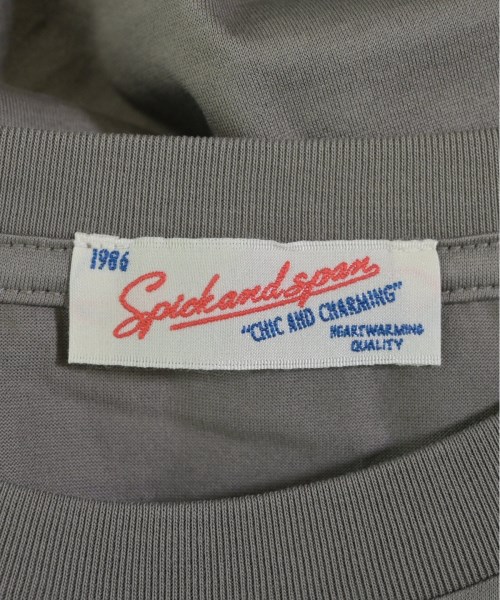 1986
Spickandspan
"CHIC AND CHARMING"
HEARTWARMING
QUALITY